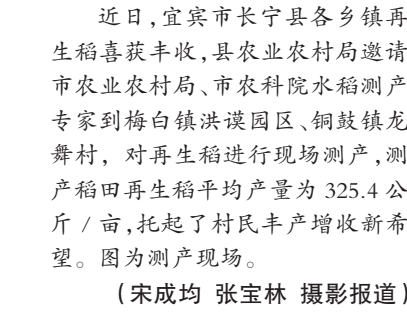 近日，宜宾市长宁县各乡镇再
生稻喜获丰收，县农业农村局邀请
市农业农村局、市农科院水稻测产
专家到梅白镇洪谟园区、铜鼓镇龙
舞村，对再生稻进行现场测产，测
产稻田再生稻平均产量为 325.4 公
斤 / 亩，托起了村民丰产增收新希
望。图为测产现场。
（宋成均 张宝林 摄影报道）